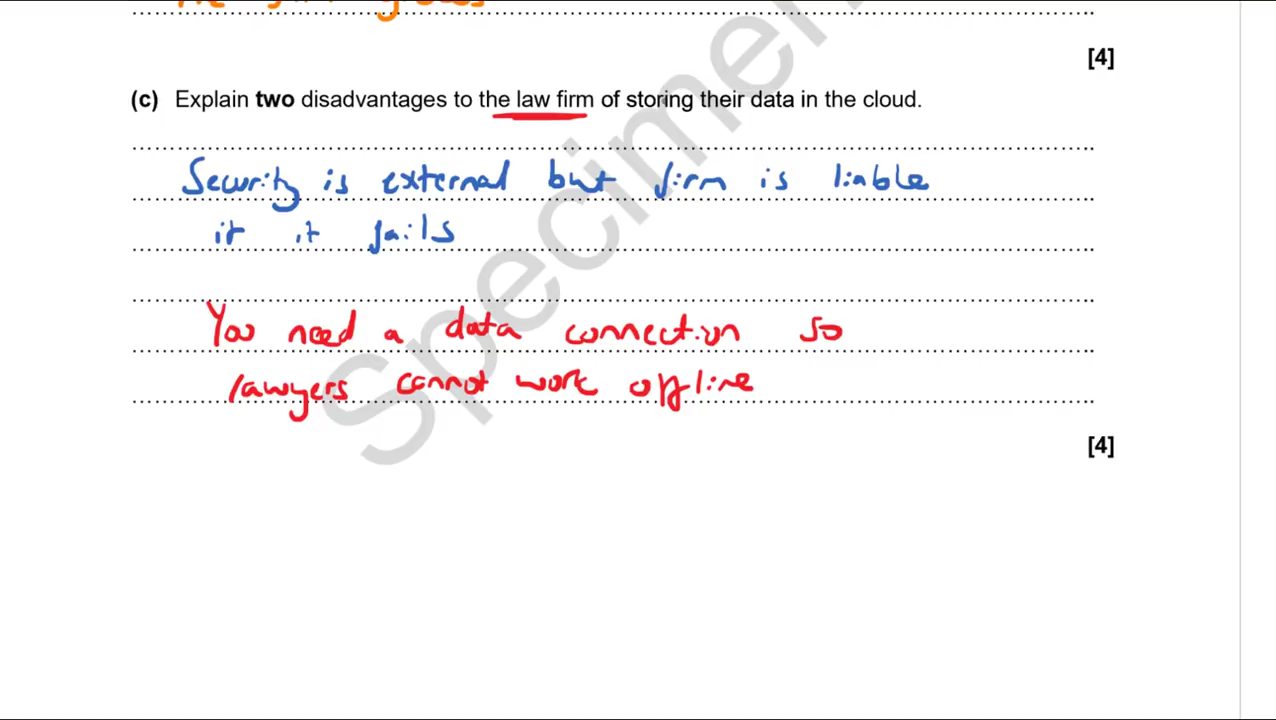 [4]
(c) Explain two disadvantages to the law firm of storing their data in the cloud.
Security is external but firm is liable
if it fails
You need a data connection so
lawyers cannot work offline
[4]
Specimen